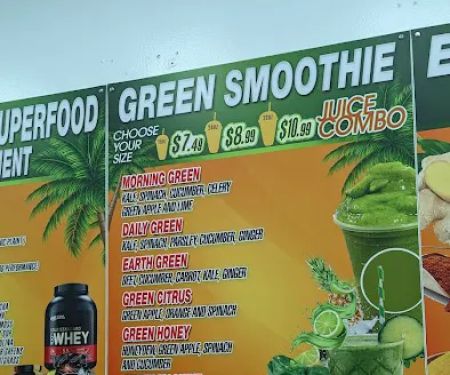 SUPERFOOD
GREEN SMOOTHIE
CHOOSE
YOUR
SIZE
$7.49
$8.99
$10.99
JUICE
COMBO
MORNING GREEN
KALE, SPINACH, CUCUMBER, CELERY
GREEN APPLE AND LIME
DAILY GREEN
KALE, SPINACH, PARSLEY, CUCUMBER, GINGER
EARTH GREEN
BEET, CUCUMBER, CARROT, KALE, GINGER
GREEN CITRUS
GREEN APPLE, ORANGE AND SPINACH
GREEN HONEY
HONEYDEW, GREEN APPLE, SPINACH
AND CUCUMBER
WHEY